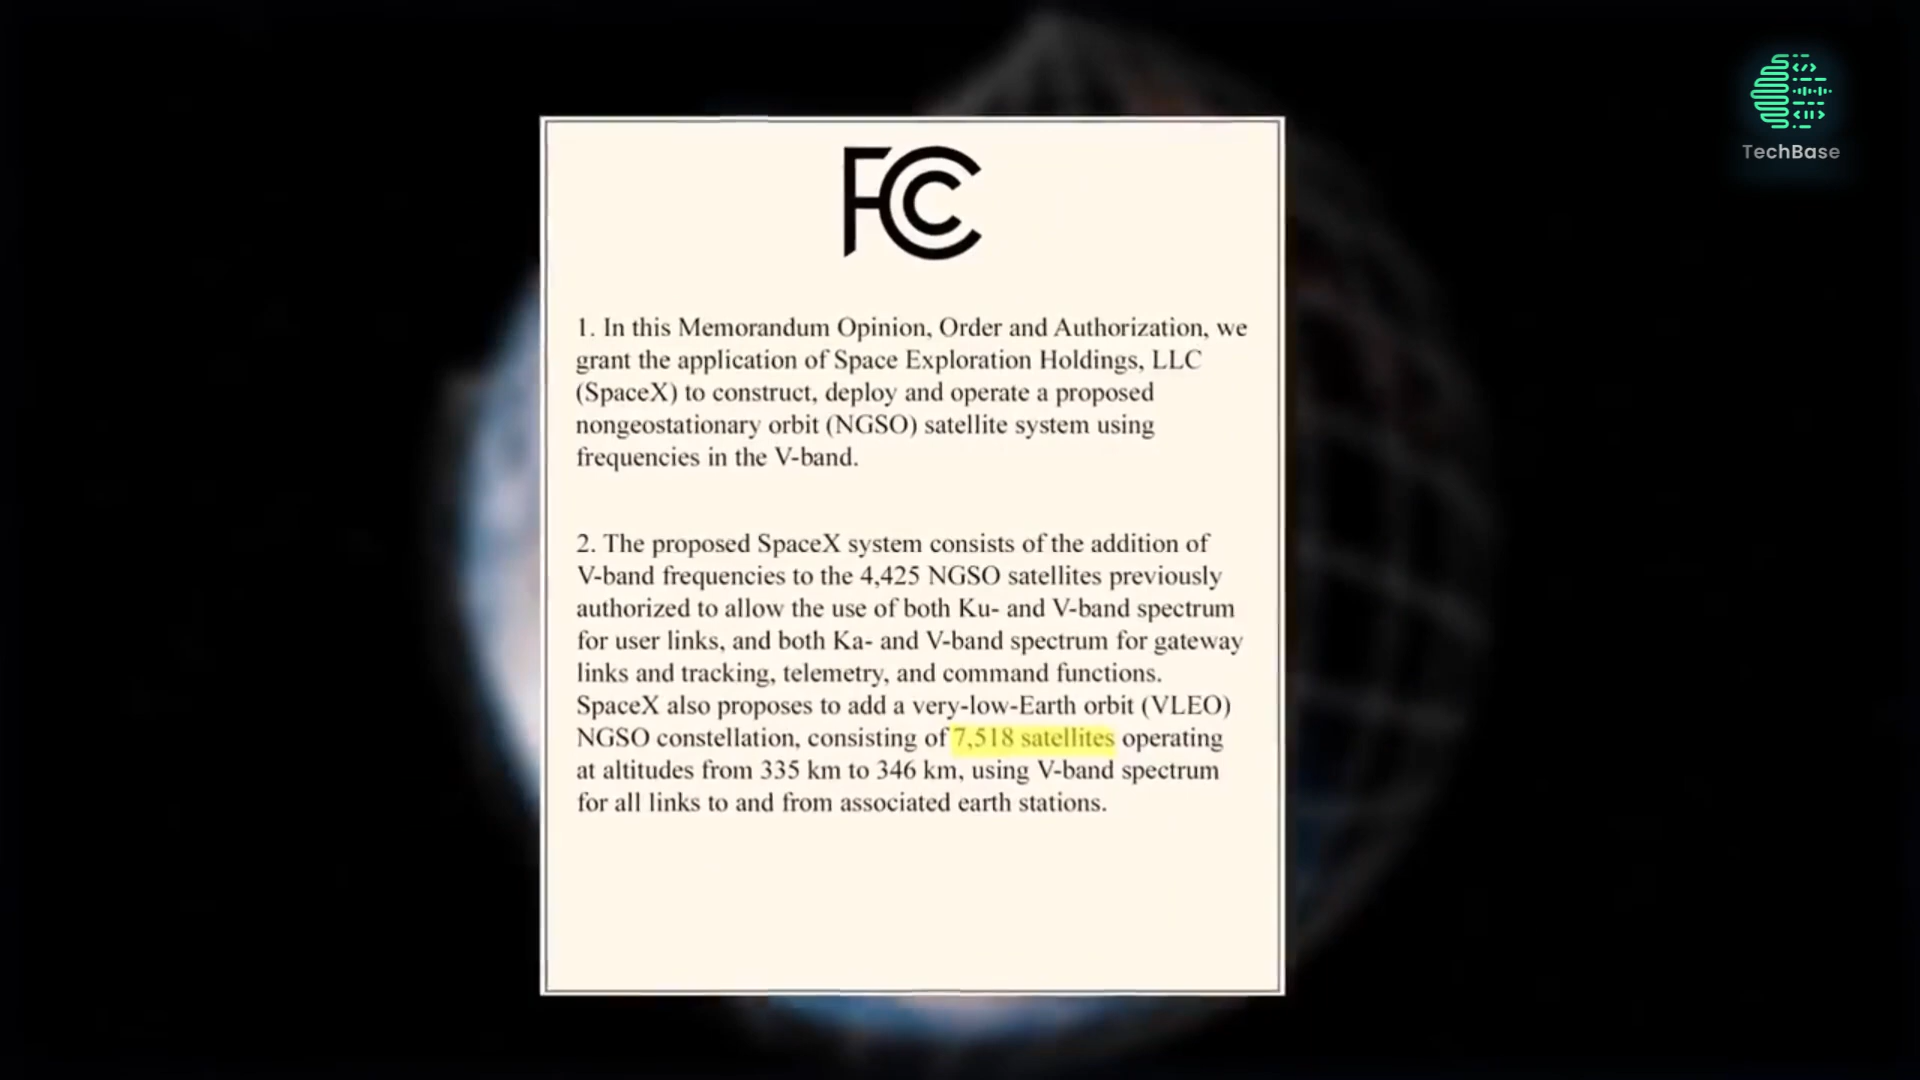 TechBase
FCC
1. In this Memorandum Opinion, Order and Authorization, we
grant the application of Space Exploration Holdings, LLC
(SpaceX) to construct, deploy and operate a proposed
nongeostationary orbit (NGSO) satellite system using
frequencies in the V-band.
2. The proposed SpaceX system consists of the addition of
V-band frequencies to the 4,425 NGSO satellites previously
authorized to allow the use of both Ku- and V-band spectrum
for user links, and both Ka- and V-band spectrum for gateway
links and tracking, telemetry, and command functions.
SpaceX also proposes to add a very-low-Earth orbit (VLEO)
NGSO constellation, consisting of 7,518 satellites operating
at altitudes from 335 km to 346 km, using V-band spectrum
for all links to and from associated earth stations.